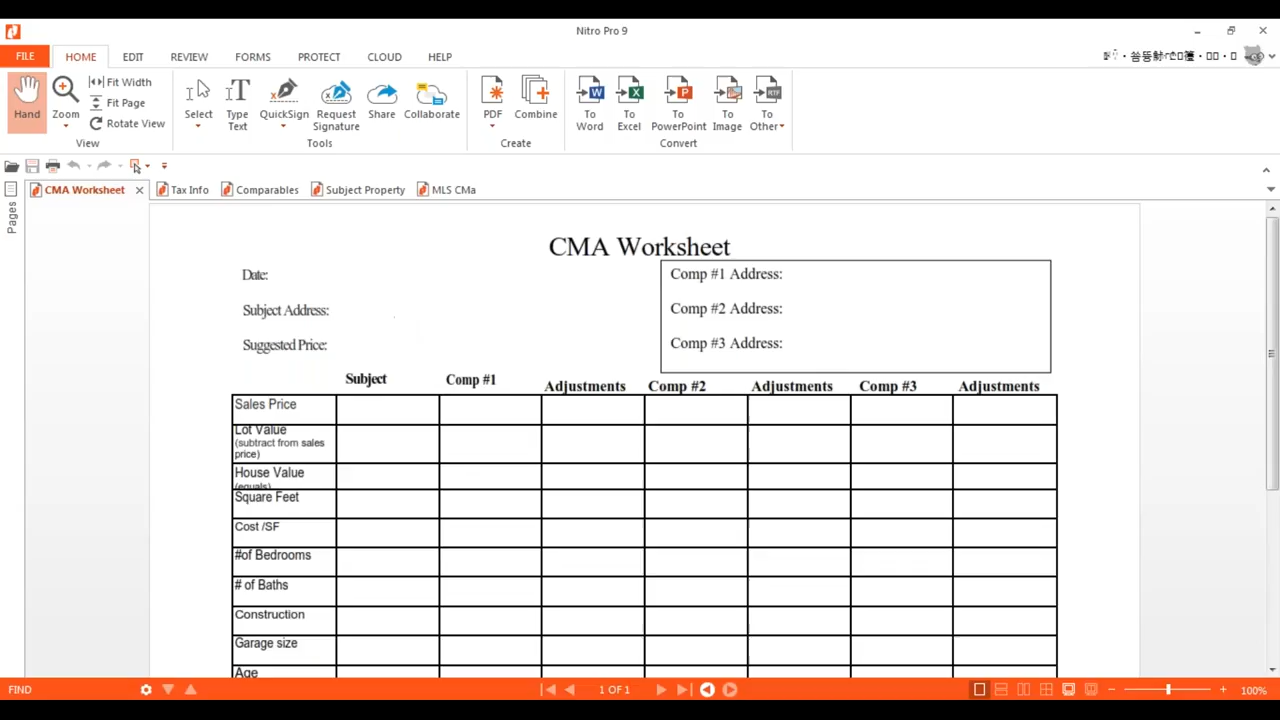 Nitro Pro 9
FILE HOME EDIT REVIEW FORMS PROTECT CLOUD HELP
Hand Zoom Fit Width Fit Page Rotate View
Select Type Text QuickSign Request Signature Share Collaborate
PDF Combine
To Word To Excel To PowerPoint To Image To Other
View Tools Create Convert
CMA Worksheet Tax Info Comparables Subject Property MLS CMa
Pages
CMA Worksheet
Date:
Subject Address:
Suggested Price:
Comp #1 Address:
Comp #2 Address:
Comp #3 Address:
Subject Comp #1 Adjustments Comp #2 Adjustments Comp #3 Adjustments
Sales Price
Lot Value
(subtract from sales
price)
House Value
(equals)
Square Feet
Cost /SF
#of Bedrooms
# of Baths
Construction
Garage size
Age
FIND 1 OF 1 100%